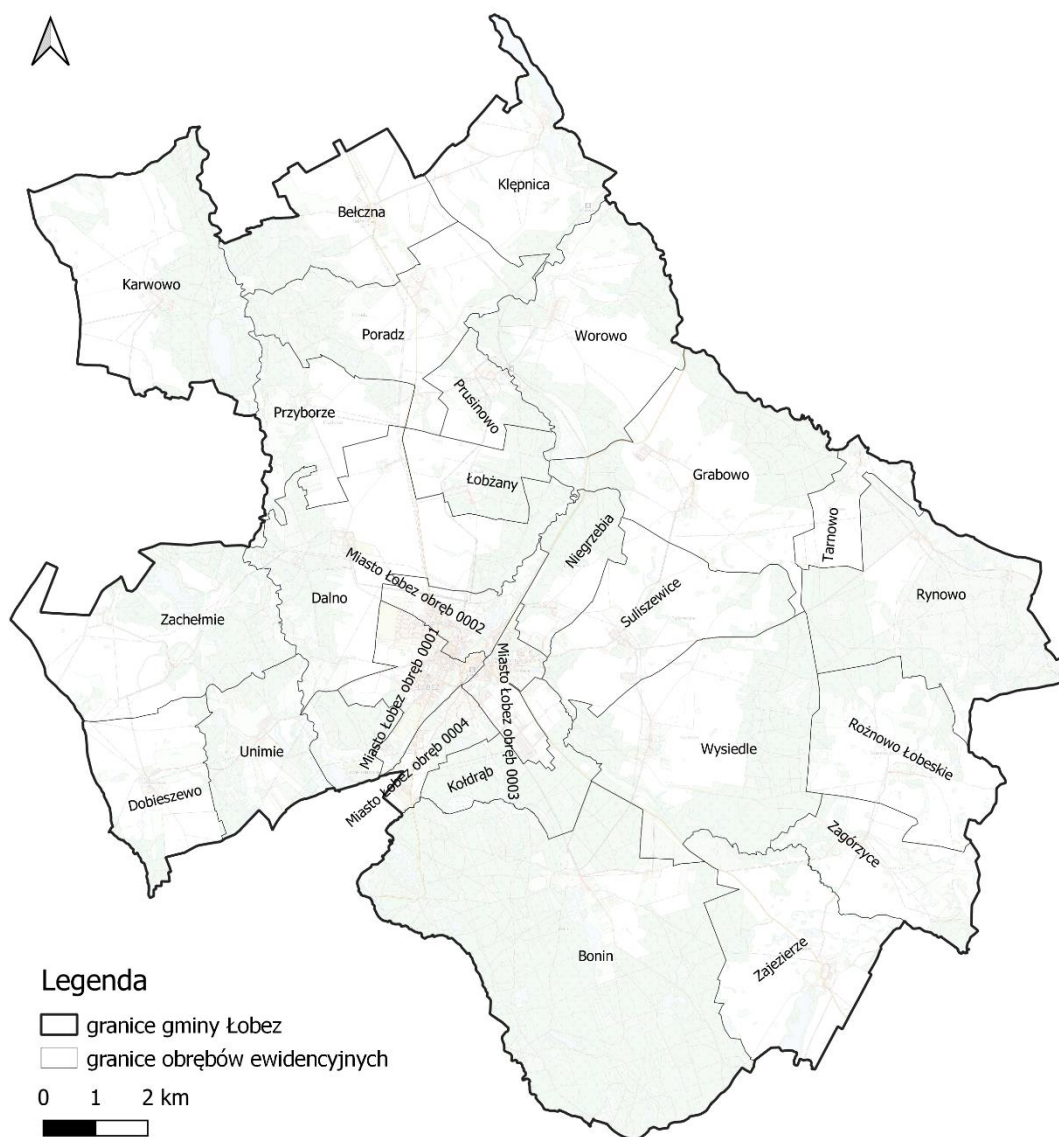 Klępnica
Bełczna
Karwowo
Poradz
Worowo
Prusinowo
Przyborze
Grabowo
Łobżany
Tarnowo
Niegrzebia
Rynowo
Suliszewice
Miasto Łobez obręb 0002
Dalno
Zachełmie
Miasto Łobez obręb 0001
Miasto Łobez obręb 0003
Rożnowo Łobeskie
Wysiedle
Unimie
Miasto Łobez obręb 0004
Kołdrąb
Dobieszewo
Zagórzyce
Bonin
Zajezierze
Legenda
granice gminy Łobez
granice obrębów ewidencyjnych
0 1 2 km